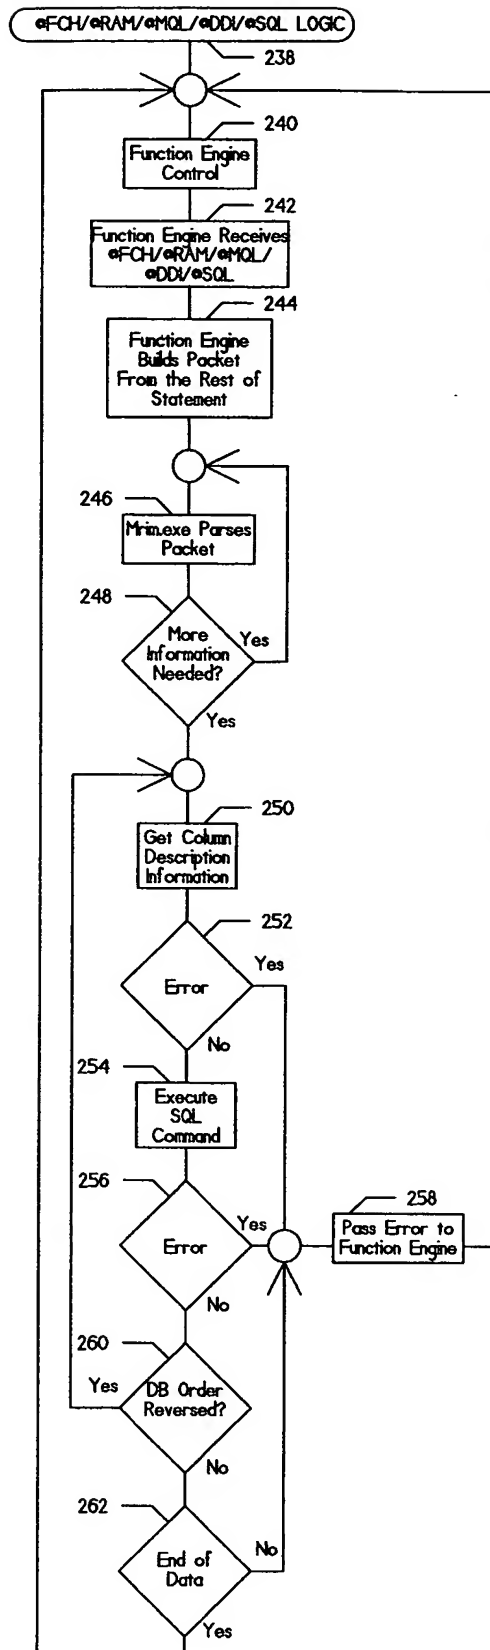 @FCH/@RAM/@MQL/@DDI/@SQL LOGIC
238
240
Function Engine
Control
242
Function Engine Receives
@FCH/@RAM/@MQL/
@DDI/@SQL
244
Function Engine
Builds Packet
From the Rest of
Statement
246
Mrim.exe Parses
Packet
248
More
Information
Needed?
Yes
Yes
250
Get Column
Description
Information
252
Error
Yes
No
254
Execute
SQL
Command
256
Error
Yes
No
258
Pass Error to
Function Engine
260
DB Order
Reversed?
Yes
No
262
End of
Data
No
Yes